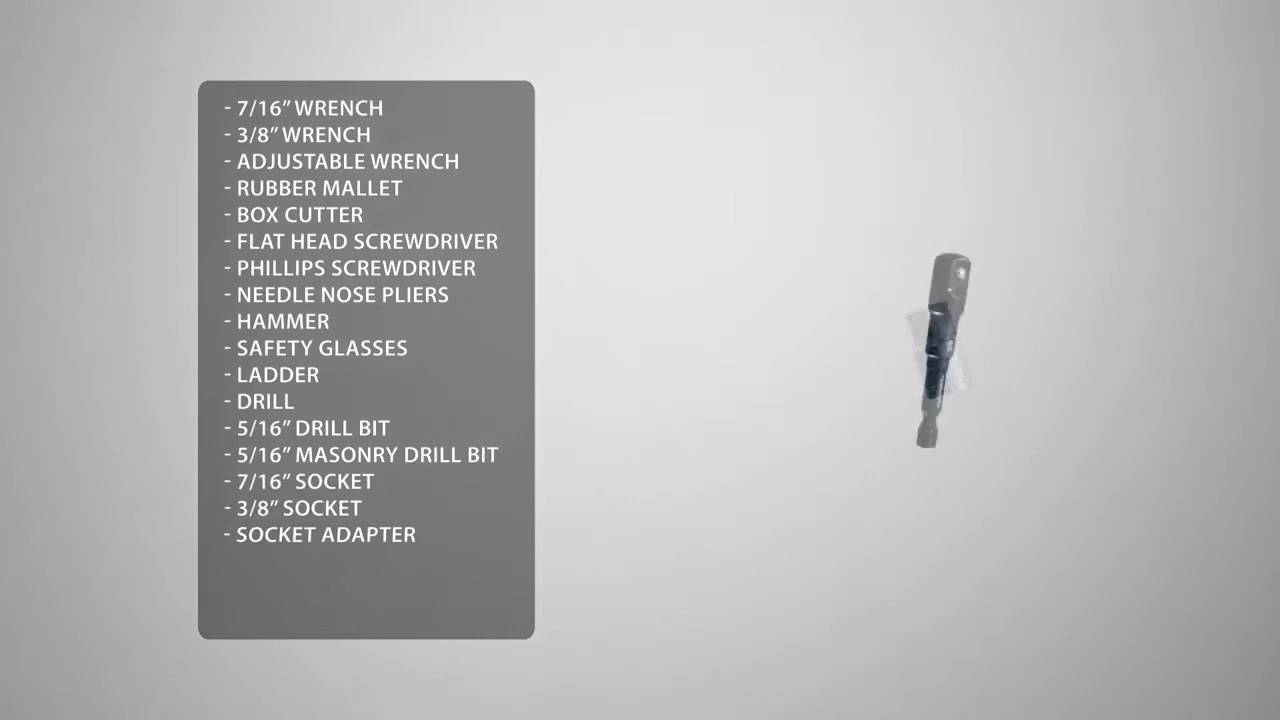 - 7/16” WRENCH
- 3/8” WRENCH
- ADJUSTABLE WRENCH
- RUBBER MALLET
- BOX CUTTER
- FLAT HEAD SCREWDRIVER
- PHILLIPS SCREWDRIVER
- NEEDLE NOSE PLIERS
- HAMMER
- SAFETY GLASSES
- LADDER
- DRILL
- 5/16” DRILL BIT
- 5/16” MASONRY DRILL BIT
- 7/16” SOCKET
- 3/8” SOCKET
- SOCKET ADAPTER